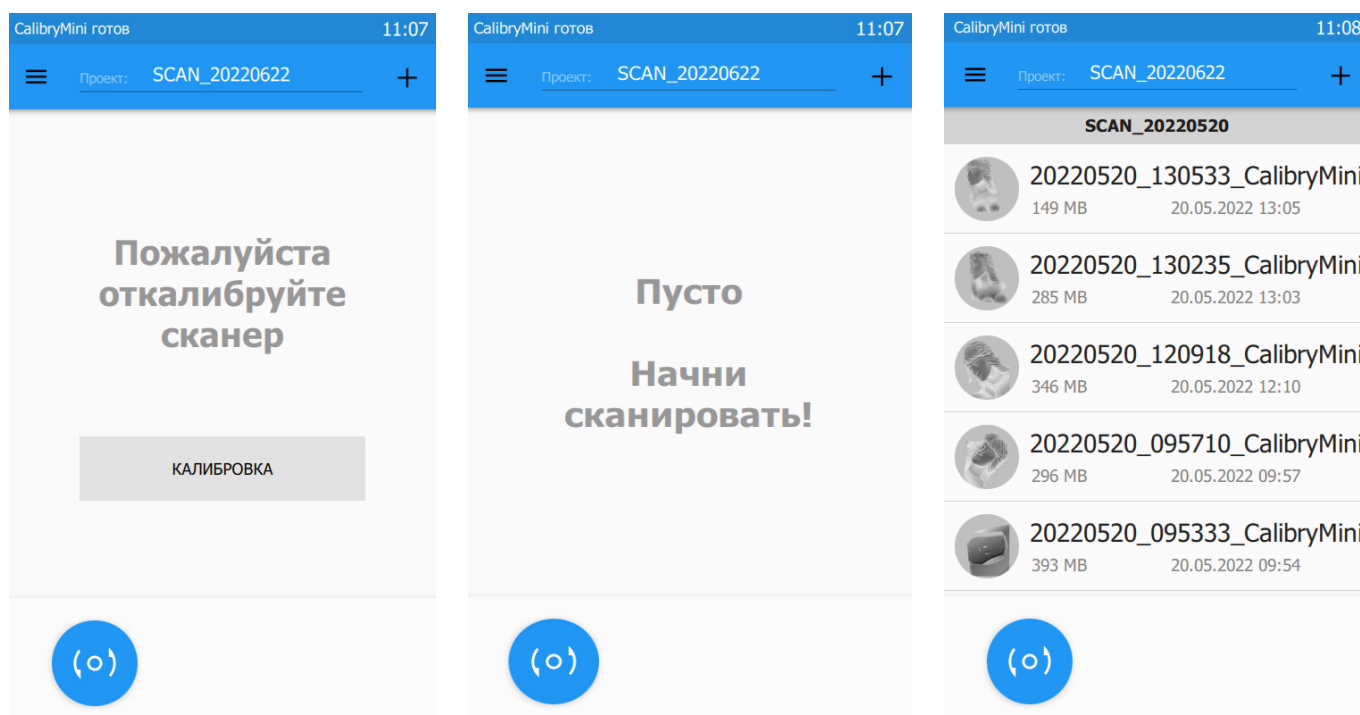 CalibryMini готов 11:07
Проект: SCAN_20220622
Пожалуйста
откалибруйте
сканер
КАЛИБРОВКА
CalibryMini готов 11:07
Проект: SCAN_20220622
Пусто
Начни
сканировать!
CalibryMini готов 11:08
Проект: SCAN_20220622
SCAN_20220520
20220520_130533_CalibryMini
149 MB 20.05.2022 13:05
20220520_130235_CalibryMini
285 MB 20.05.2022 13:03
20220520_120918_CalibryMini
346 MB 20.05.2022 12:10
20220520_095710_CalibryMini
296 MB 20.05.2022 09:57
20220520_095333_CalibryMini
393 MB 20.05.2022 09:54